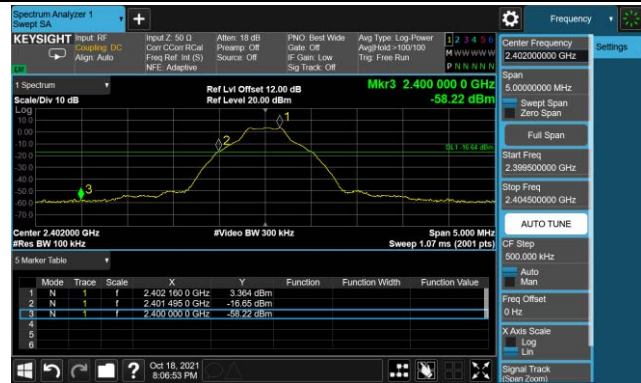 Spectrum Analyzer 1
Swept SA
Frequency
KEYSIGHT Input: RF
Coupling: DC
Align: Auto
Input Z: 50 Ω
Corr CCorr RCal
Freq Ref: Int (S)
NFE: Adaptive
Atten: 18 dB
Preamp: Off
Source: Off
PNO: Best Wide
Gate: Off
IF Gain: Low
Sig Track: Off
Avg Type: Log-Power
Avg|Hold:>100/100
Trig: Free Run
1 2 3 4 5 6
M W W W W W
P N N N N N
1 Spectrum
Scale/Div 10 dB
Ref Lvl Offset 12.00 dB
Ref Level 20.00 dBm
Mkr3 2.400 000 0 GHz
-58.22 dBm
Log
10.0
0.00
-10.0
-20.0
-30.0
-40.0
-50.0
-60.0
-70.0
1
2
3
DL1 -16.64 dBm
Center 2.402000 GHz
#Res BW 100 kHz
#Video BW 300 kHz
Span 5.000 MHz
Sweep 1.07 ms (2001 pts)
5 Marker Table
Mode Trace Scale X Y Function Function Width Function Value
1 N 1 f 2.402 160 0 GHz 3.364 dBm
2 N 1 f 2.401 495 0 GHz -16.65 dBm
3 N 1 f 2.400 000 0 GHz -58.22 dBm
4
5
6
Oct 18, 2021
8:06:53 PM
Center Frequency
2.402000000 GHz
Settings
Span
5.00000000 MHz
Swept Span
Zero Span
Full Span
Start Freq
2.399500000 GHz
Stop Freq
2.404500000 GHz
AUTO TUNE
CF Step
500.000 kHz
Auto
Man
Freq Offset
0 Hz
X Axis Scale
Log
Lin
Signal Track
(Span Zoom)